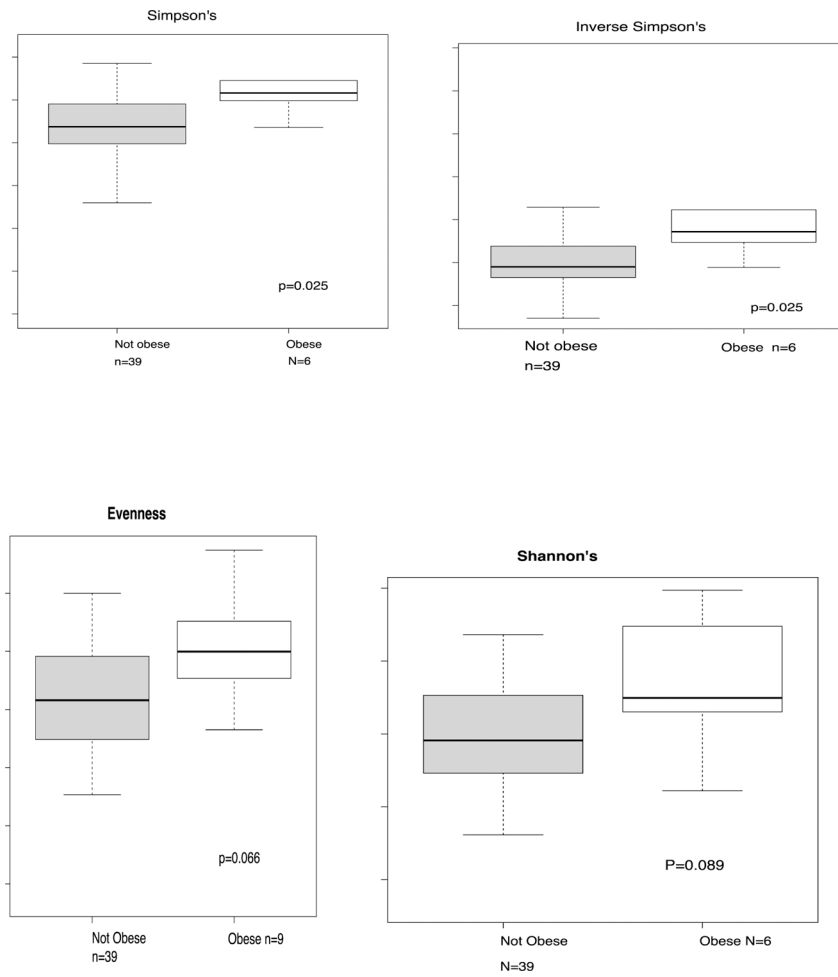 Simpson's
p=0.025
Not obese
n=39
Obese
N=6
Inverse Simpson's
p=0.025
Not obese
n=39
Obese n=6
Evenness
p=0.066
Not Obese
n=39
Obese n=9
Shannon's
P=0.089
Not Obese
N=39
Obese N=6